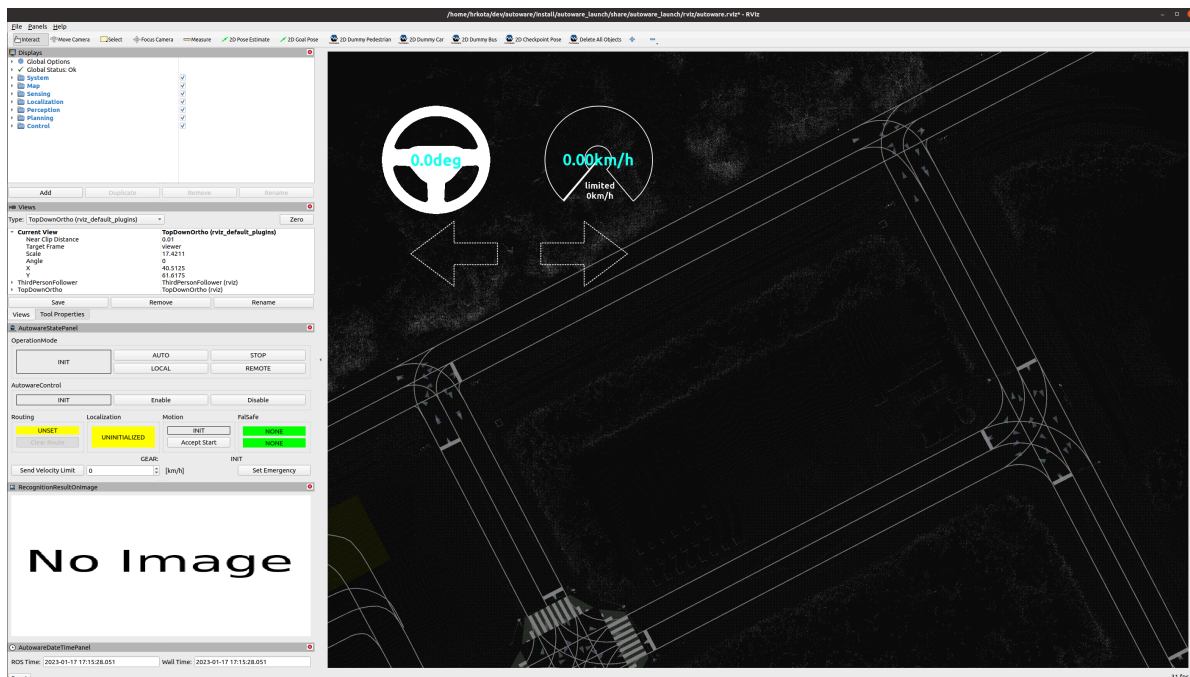 /home/hrkota/dev/autoware/install/autoware_launch/share/autoware_launch/rviz/autoware.rviz* - RViz
File Panels Help
Interact Move Camera Select Focus Camera Measure 2D Pose Estimate 2D Goal Pose 2D Dummy Pedestrian 2D Dummy Car 2D Dummy Bus 2D Checkpoint Pose Delete All Objects
Displays
Global Options
Global Status: Ok
System
Map
Sensing
Localization
Perception
Planning
Control
Add Duplicate Remove Rename
Views
Type: TopDownOrtho (rviz_default_plugins) Zero
Current View TopDownOrtho (rviz_default_plugins)
Near Clip Distance 0.01
Target Frame viewer
Scale 17.4211
Angle 0
X 40.5125
Y 61.6175
ThirdPersonFollower ThirdPersonFollower (rviz)
TopDownOrtho TopDownOrtho (rviz)
Save Remove Rename
Views Tool Properties
AutowareStatePanel
OperationMode
INIT AUTO STOP
LOCAL REMOTE
AutowareControl
INIT Enable Disable
Routing Localization Motion FalSafe
UNSET UNINITIALIZED INIT NONE
Clear Route Accept Start NONE
GEAR: INIT
Send Velocity Limit 0 [km/h] Set Emergency
RecognitionResultOnImage
No Image
AutowareDateTimePanel
ROS Time: 2023-01-17 17:15:28.051 Wall Time: 2023-01-17 17:15:28.051
0.0deg
0.00km/h
limited
0km/h